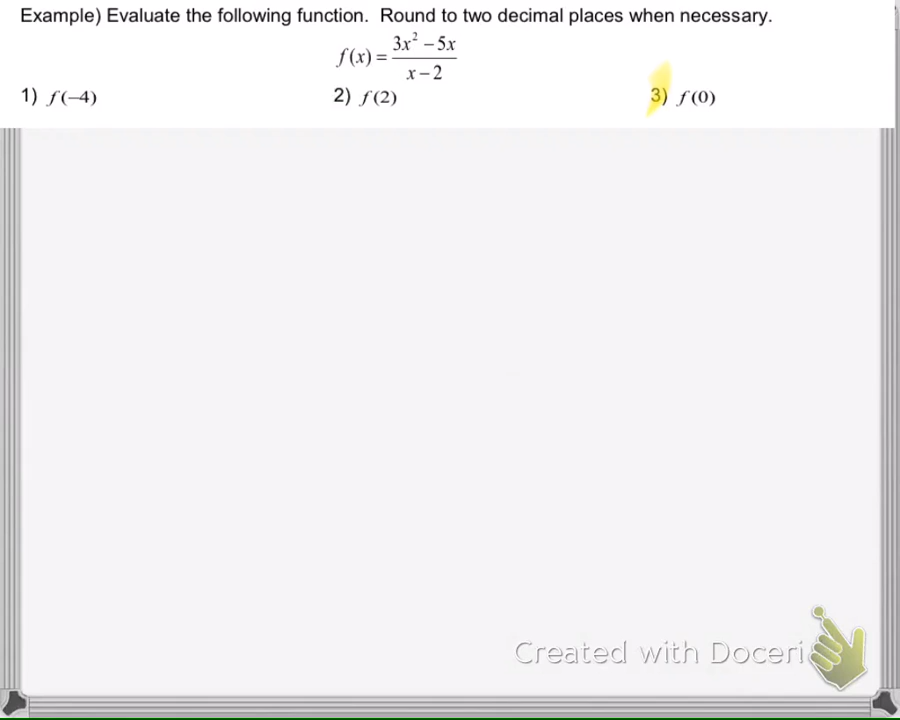 Example) Evaluate the following function.  Round to two decimal places when necessary.
f(x) = \frac{3x² − 5x}{x − 2}
1) f(−4) 2) f(2) 3) f(0)
Created with Doceri